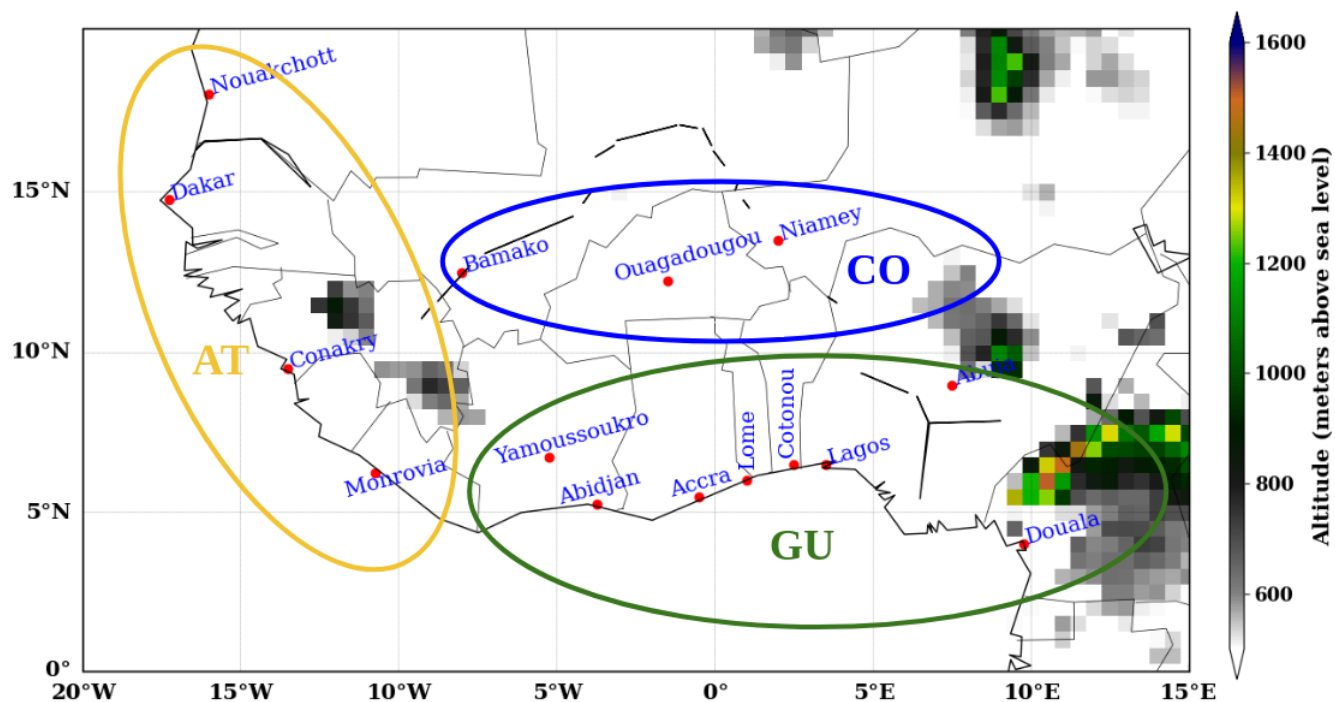 Nouakchott
Dakar
Bamako
Ouagadougou
Niamey
CO
AT
Conakry
Monrovia
Yamoussoukro
Abidjan
Accra
Lome
Cotonou
Lagos
Abuja
Douala
GU
15°N
10°N
5°N
0°
20°W
15°W
10°W
5°W
0°
5°E
10°E
15°E
1600
1400
1200
1000
800
600
Altitude (meters above sea level)